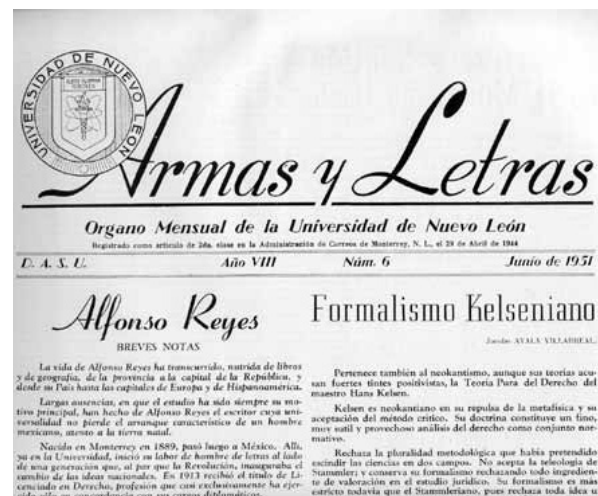 UNIVERSIDAD DE NUEVO LEÓN
Armas y Letras
Organo Mensual de la Universidad de Nuevo León
Registrado como artículo de 2da. clase en la Administración de Correos de Monterrey, N. L., el 28 de Abril de 1944
D. A. S. U. Año VIII Núm. 6 Junio de 1951
Alfonso Reyes
BREVES NOTAS
La vida de Alfonso Reyes ha transcurrido, nutrida de libros
y de geografía, de la provincia a la capital de la República, y
desde su País hasta las capitales de Europa y de Hispanoamérica.
Largas ausencias, en que el estudio ha sido siempre su mo-
tivo principal, han hecho de Alfonso Reyes el escritor cuya uni-
versalidad no pierde el arranque característico de un hombre
mexicano, atento a la tierra natal.
Nacido en Monterrey en 1889, pasó luego a México. Allí,
ya en la Universidad, inició su labor de hombre de letras al lado
de una generación que, al par que la Revolución, inauguraba el
cambio de las ideas nacionales. En 1913 recibió el título de Li-
cenciado en Derecho, profesión que casi exclusivamente ha ejer-
cido sólo en concordancia con sus cargos diplomáticos.
Formalismo Kelseniano
Jacobo AYALA VILLARREAL.
Pertenece también al neokantismo, aunque sus teorías acu-
san fuertes tintes positivistas, la Teoría Pura del Derecho del
maestro Hans Kelsen.
Kelsen es neokantiano en su repulsa de la metafísica y su
aceptación del método crítico. Su doctrina constituye un fino,
muy sutil y provechoso análisis del derecho como conjunto nor-
mativo.
Rechaza la pluralidad metodológica que había pretendido
escindir las ciencias en dos campos. No acepta la teleología de
Stammler; y conserva su formalismo rechazando todo ingredien-
te de valoración en el estudio jurídico. Su formalismo es más
estricto todavía que el Stammleriano, pues rechaza toda idea a